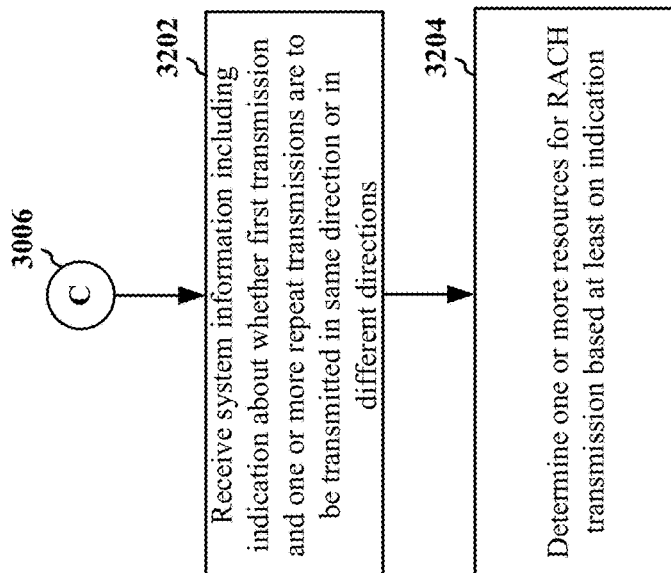 3006
C
3202
Receive system information including
indication about whether first transmission
and one or more repeat transmissions are to
be transmitted in same direction or in
different directions
3204
Determine one or more resources for RACH
transmission based at least on indication